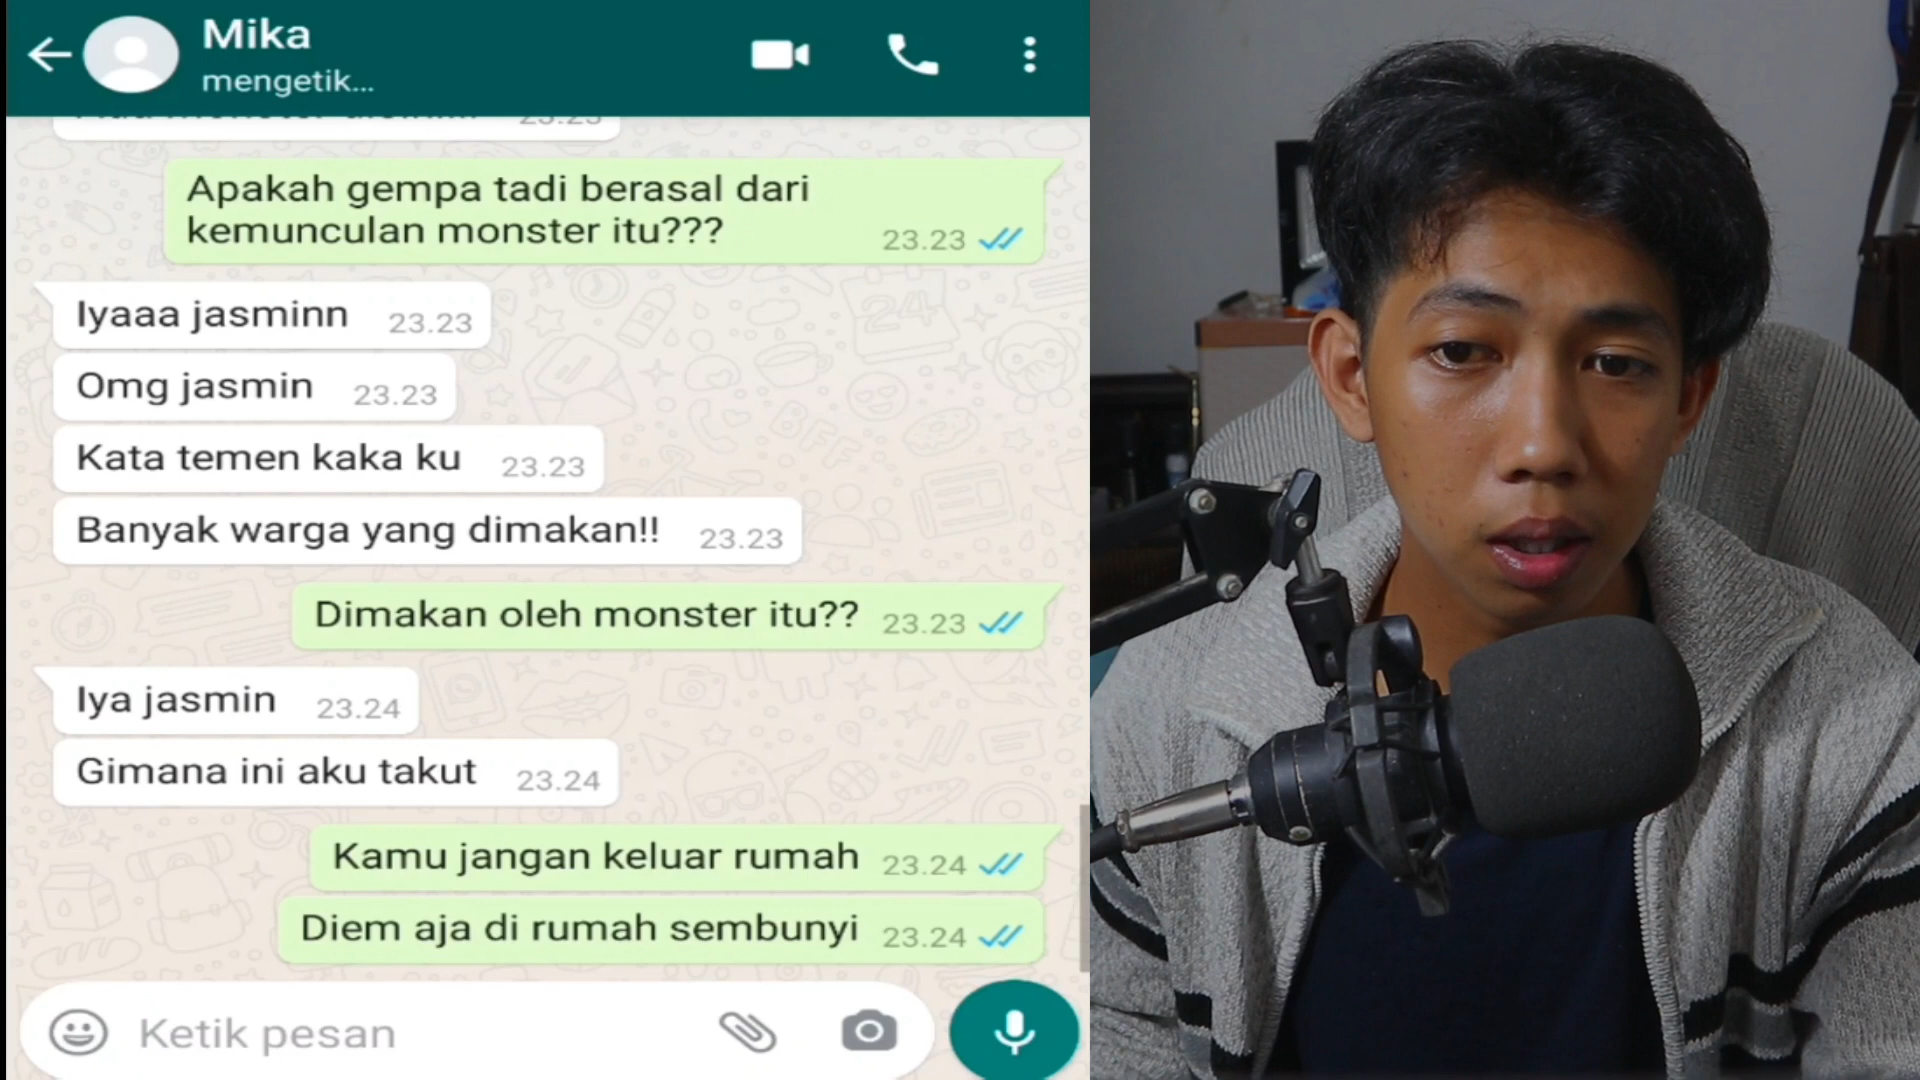 Mika
mengetik...
23.23
Apakah gempa tadi berasal dari
kemunculan monster itu???
23.23
Iyaaa jasminn 23.23
Omg jasmin 23.23
Kata temen kaka ku 23.23
Banyak warga yang dimakan!! 23.23
Dimakan oleh monster itu?? 23.23
Iya jasmin 23.24
Gimana ini aku takut 23.24
Kamu jangan keluar rumah 23.24
Diem aja di rumah sembunyi 23.24
Ketik pesan